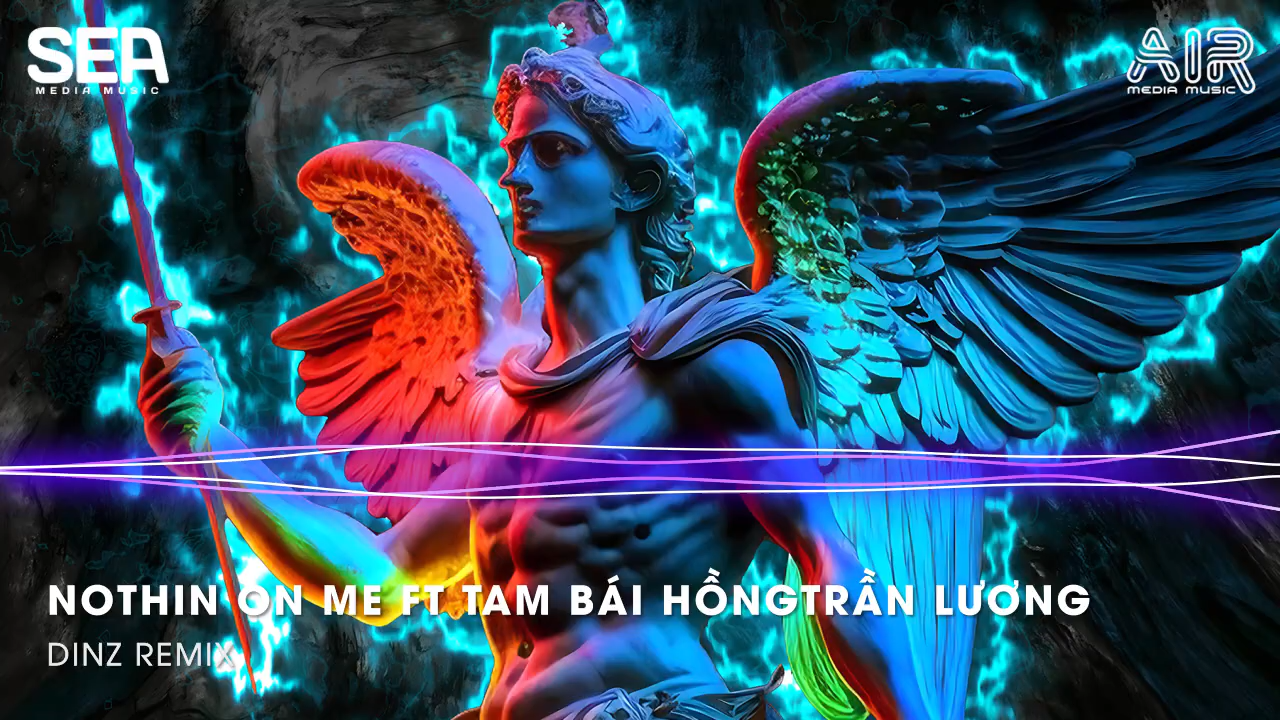 SEA
MEDIA MUSIC
AIR
MEDIA MUSIC
NOTHIN ON ME FT TAM BÁI HỒNGTRẦN LƯƠNG
DINZ REMIX